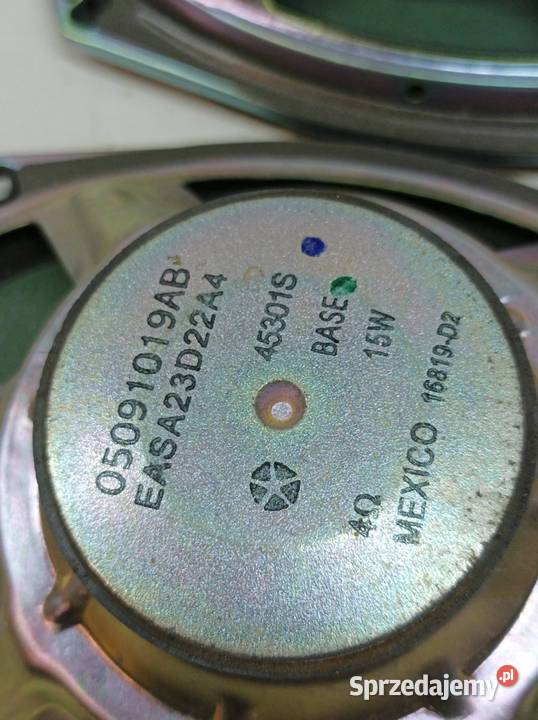 05091019AB
EASA23D22A4
45301S
BASE
15W
4Ω
MEXICO 16819-D2
Sprzedajemy.pl